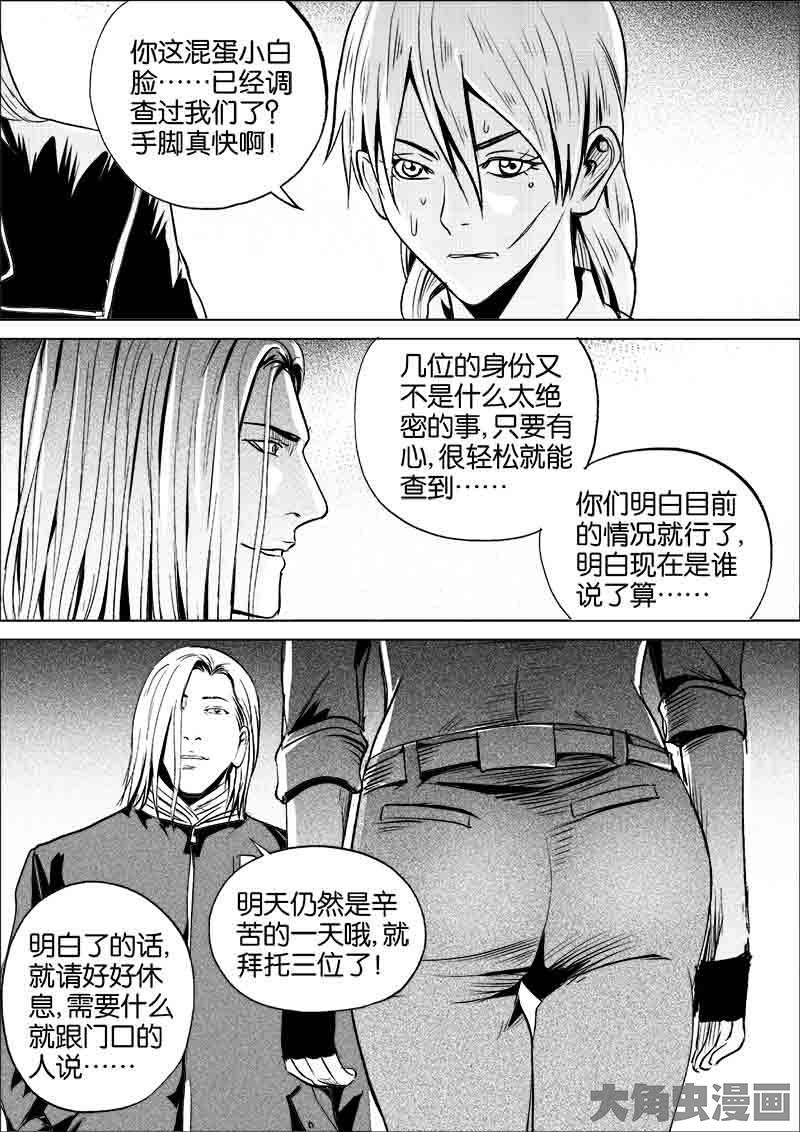 你这混蛋小白
脸……已经调
查过我们了？
手脚真快啊！
几位的身份又
不是什么太绝
密的事，只要有
心，很轻松就能
查到……
你们明白目前
的情况就行了，
明白现在是谁
说了算……
明白了的话，
就请好好休
息，需要什么
就跟门口的
人说……
明天仍然是辛
苦的一天哦，就
拜托三位了！
大角虫漫画